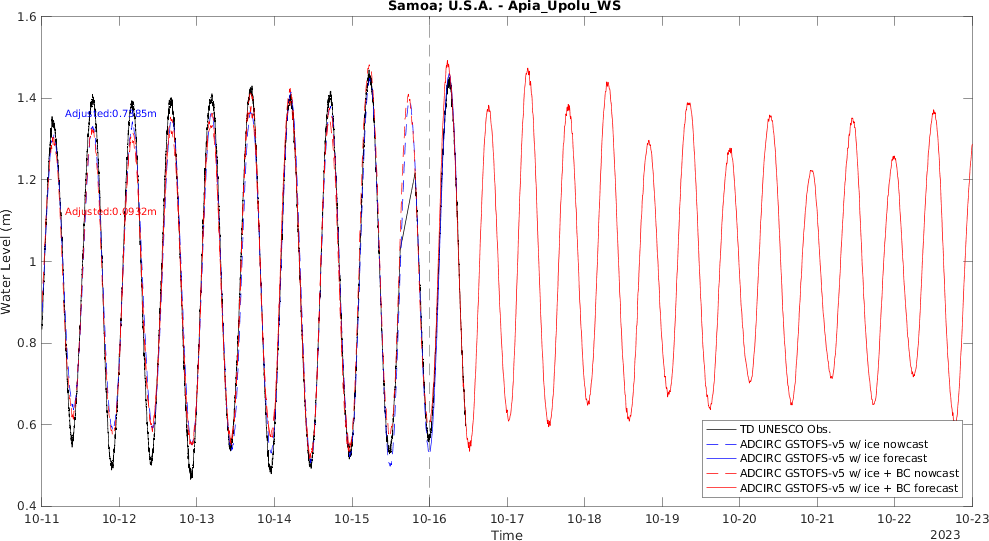 Samoa; U.S.A. - Apia_Upolu_WS
1.6
1.4
1.2
1
0.8
0.6
0.4
Water Level (m)
Adjusted:0.7385m
Adjusted:0.0932m
TD UNESCO Obs.
ADCIRC GSTOFS-v5 w/ ice nowcast
ADCIRC GSTOFS-v5 w/ ice forecast
ADCIRC GSTOFS-v5 w/ ice + BC nowcast
ADCIRC GSTOFS-v5 w/ ice + BC forecast
10-11 10-12 10-13 10-14 10-15 10-16 10-17 10-18 10-19 10-20 10-21 10-22 10-23
Time
2023